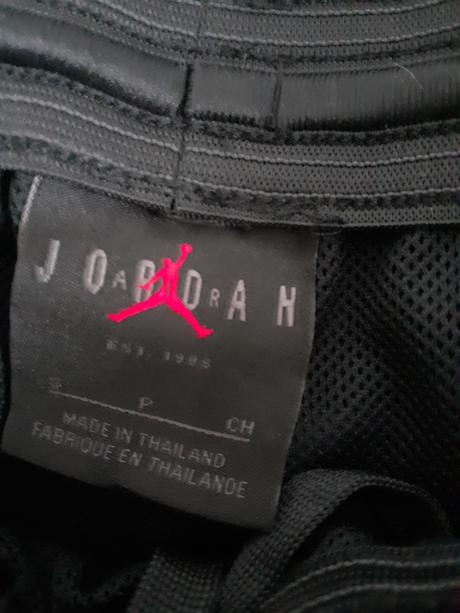 JORDAN
A R
EST. 1985
S P CH
MADE IN THAILAND
FABRIQUE EN THAILANDE